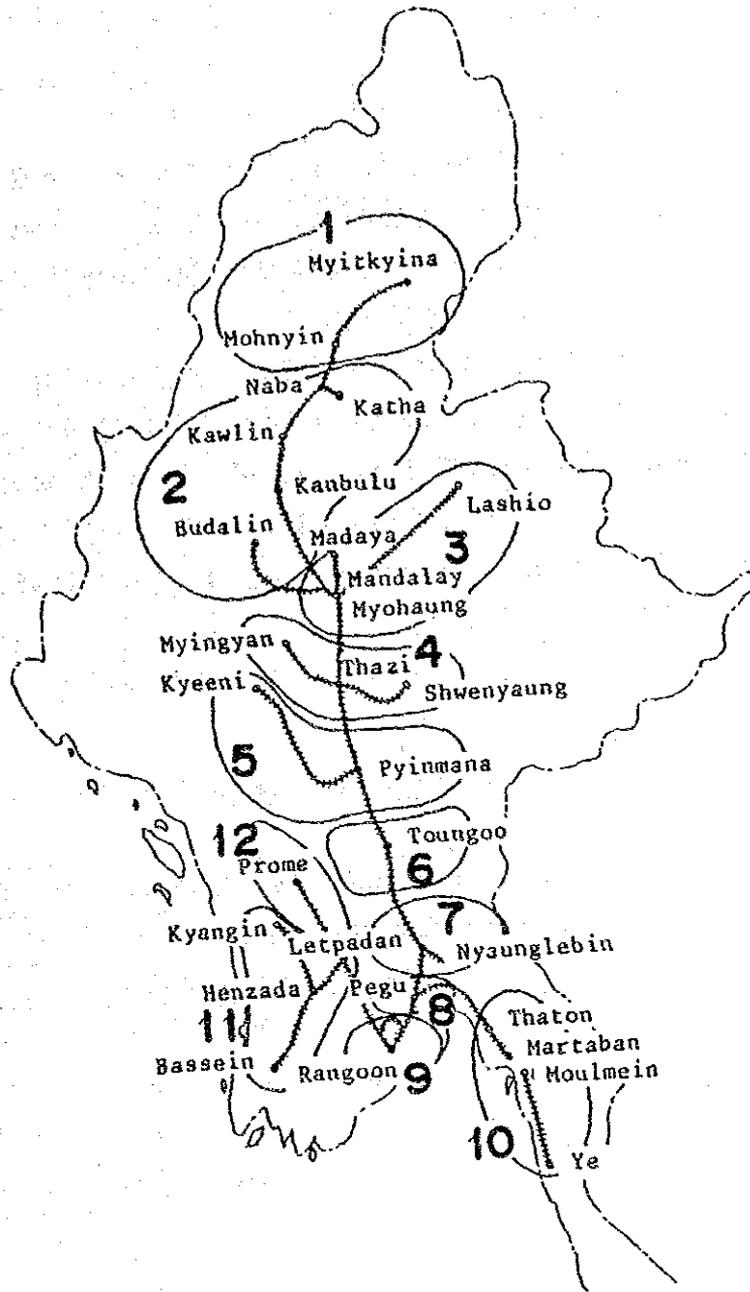 1
Myitkyina
Mohnyin
Naba
Katha
Kawlin
2
Kanbulu
Lashio
Budalin
Madaya
3
Mandalay
Myohaung
Myingyan
4
Thazi
Kyeeni
Shwenyaung
5
Pyinmana
12
Toungoo
Prome
6
7
Kyangin
Letpadan
Nyaunglebin
Henzada
Pegu
8
11
Thaton
Martaban
Bassein
Rangoon
9
Moulmein
10
Ye